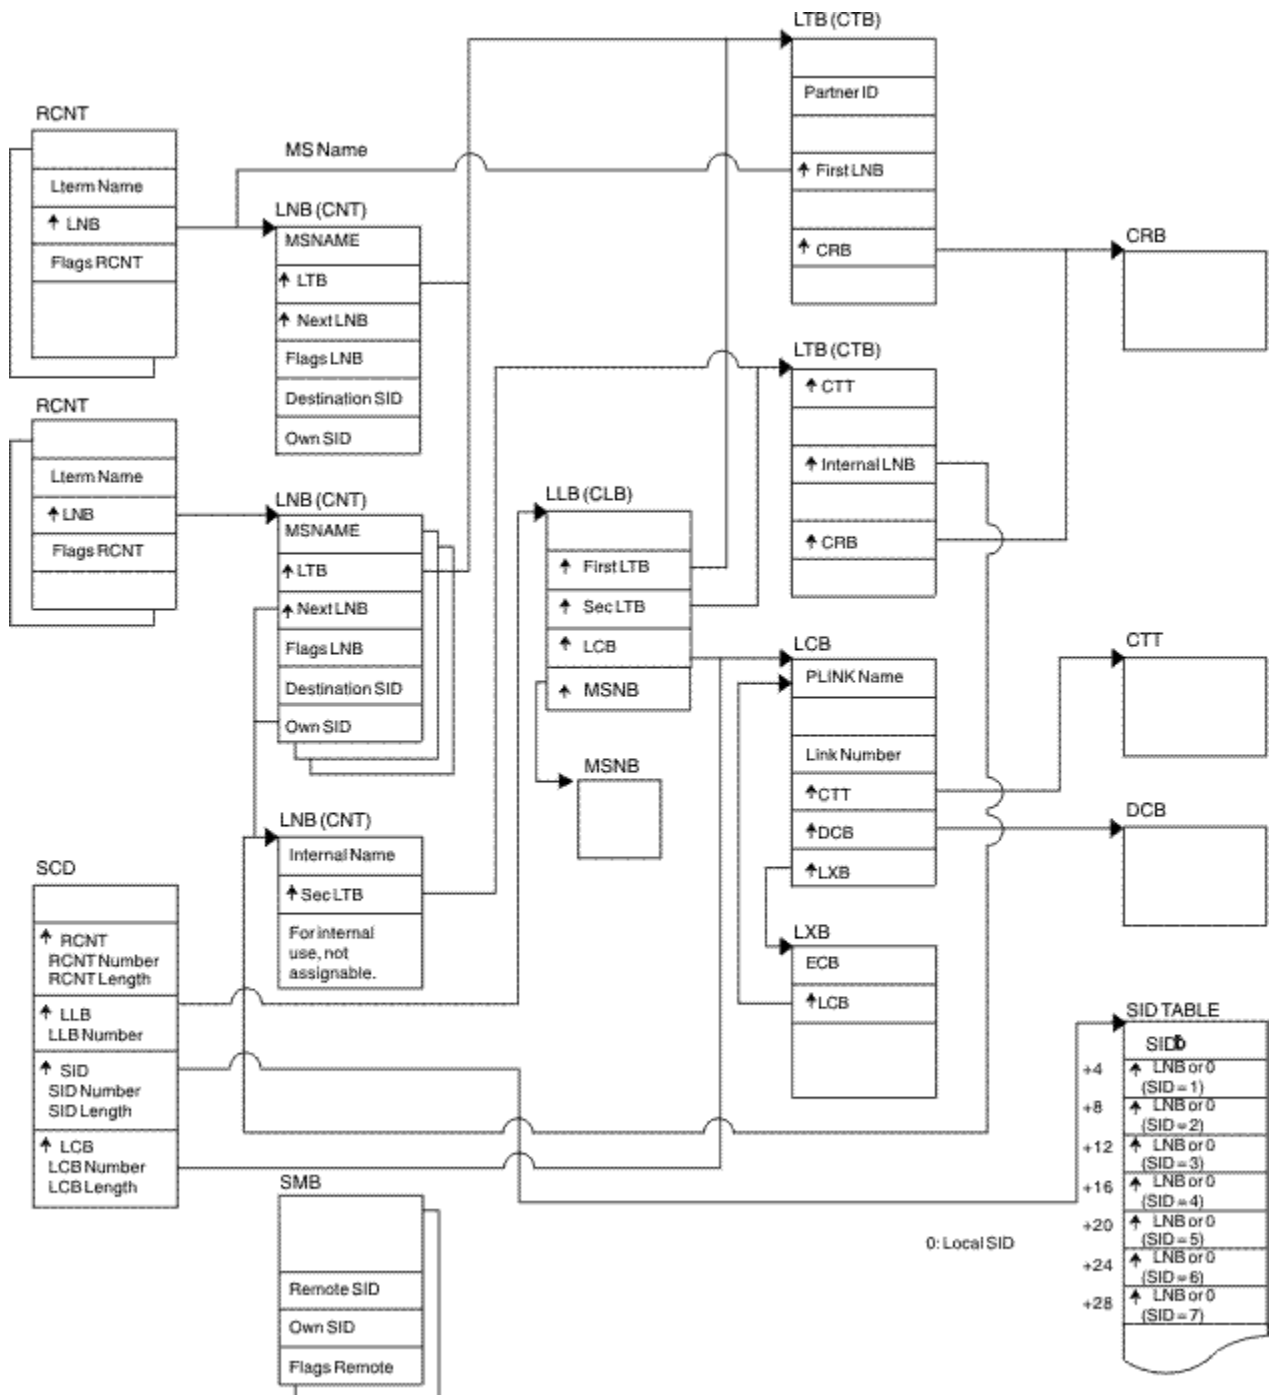 LTB (CTB)
Partner ID
First LNB
CRB
RCNT
Lterm Name
LNB
Flags RCNT
MS Name
LNB (CNT)
MSNAME
LTB
Next LNB
Flags LNB
Destination SID
Own SID
CRB
LTB (CTB)
CTT
Internal LNB
CRB
RCNT
Lterm Name
LNB
Flags RCNT
LNB (CNT)
MSNAME
LTB
Next LNB
Flags LNB
Destination SID
Own SID
LLB (CLB)
First LTB
Sec LTB
LCB
MSNB
MSNB
LCB
PLINK Name
Link Number
CTT
DCB
LXB
CTT
DCB
LNB (CNT)
Internal Name
Sec LTB
For internal
use, not
assignable.
LXB
ECB
LCB
SCD
RCNT
RCNT Number
RCNT Length
LLB
LLB Number
SID
SID Number
SID Length
LCB
LCB Number
LCB Length
SMB
Remote SID
Own SID
Flags Remote
0: Local SID
SID TABLE
+4 LNB or 0
(SID = 1)
+8 LNB or 0
(SID = 2)
+12 LNB or 0
(SID = 3)
+16 LNB or 0
(SID = 4)
+20 LNB or 0
(SID = 5)
+24 LNB or 0
(SID = 6)
+28 LNB or 0
(SID = 7)